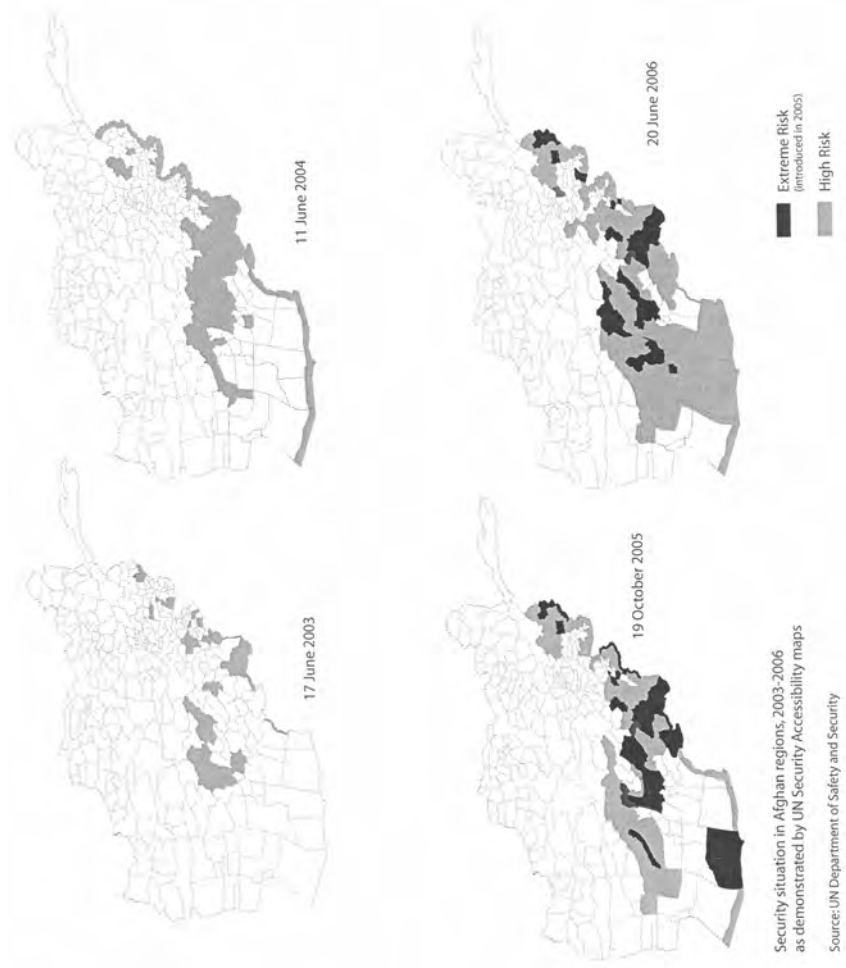 17 June 2003
11 June 2004
19 October 2005
20 June 2006
Security situation in Afghan regions, 2003-2006
as demonstrated by UN Security Accessibility maps
Source: UN Department of Safety and Security
Extreme Risk
(introduced in 2005)
High Risk